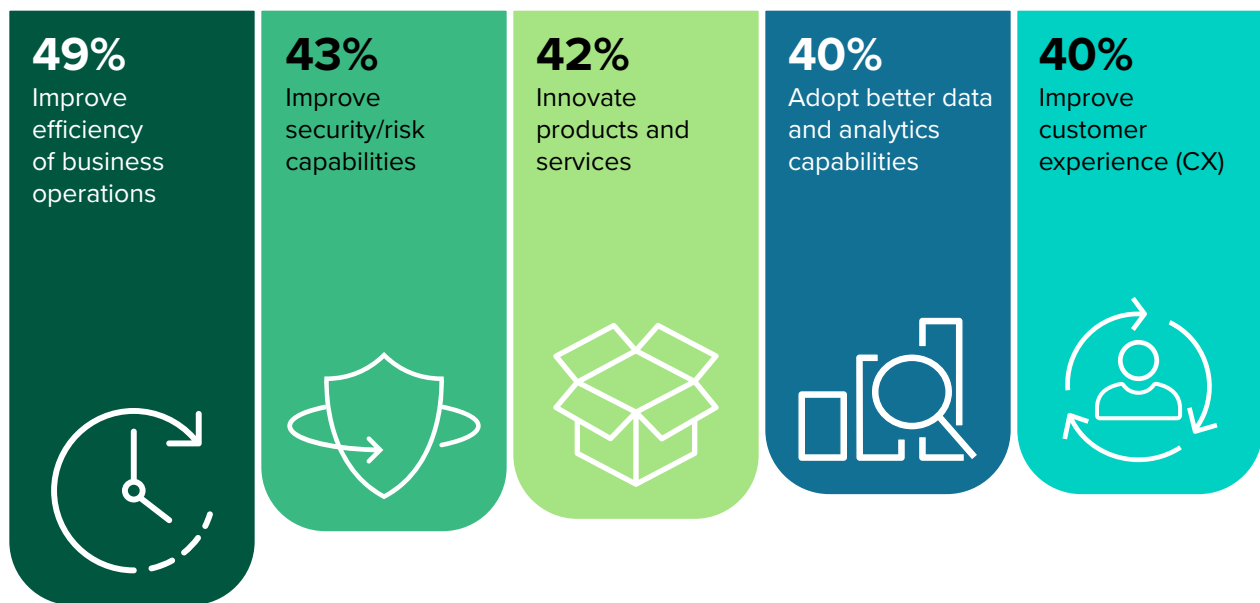 49%
Improve
efficiency
of business
operations
43%
Improve
security/risk
capabilities
42%
Innovate
products and
services
40%
Adopt better data
and analytics
capabilities
40%
Improve
customer
experience (CX)